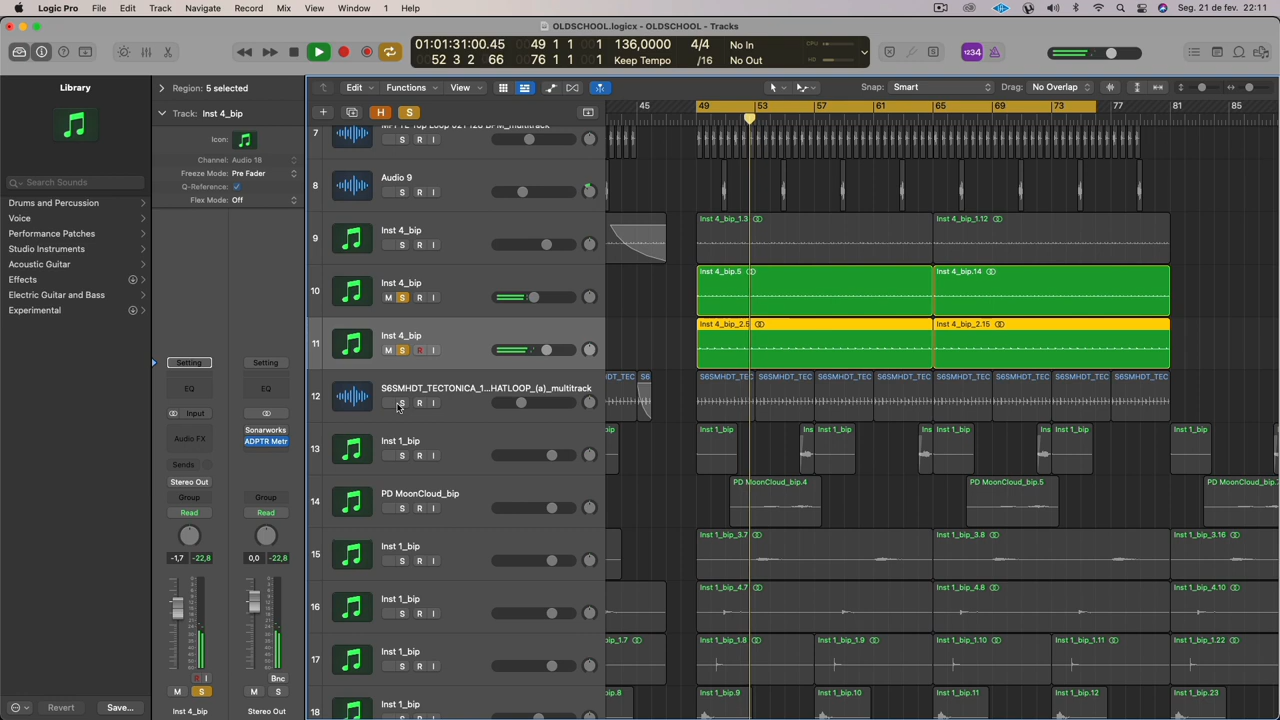 Logic Pro File Edit Track Navigate Record Mix View Window 1 Help Seg. 21 de fev. 22:11
OLDSCHOOL.logicx - OLDSCHOOL - Tracks
01:01:31:00.45 49 1 1 1 136,0000 4/4 No In CPU
52 3 2 66 76 1 1 1 Keep Tempo /16 No Out
1234
Library
Region: 5 selected
Edit Functions View Snap: Smart Drag: No Overlap
Track: Inst 4_bip
H S
45 49 53 57 61 65 69 73 77 81 85
Icon:
Channel: Audio 18
Freeze Mode: Pre Fader
Q-Reference:
Flex Mode: Off
Search Sounds
Drums and Percussion
Voice
Performance Patches
Studio Instruments
Acoustic Guitar
Effects
Electric Guitar and Bass
Experimental
Setting Setting
EQ EQ
Input
Sonarworks
Audio FX ADPTR Metr
Sends
Stereo Out
Group Group
Read Read
-1,7 -22,8 0,0 -22,8
R I Bnc
M S M S
Inst 4_bip Stereo Out
Revert Save...
7
S R I
8 Audio 9
S R I
9 Inst 4_bip
S R I
Inst 4_bip_1.3 Inst 4_bip_1.12
10 Inst 4_bip
M S R I
Inst 4_bip.5 Inst 4_bip.14
11 Inst 4_bip
M S R I
Inst 4_bip_2.5 Inst 4_bip_2.15
12 S6SMHDT_TECTONICA_1...HATLOOP_(a)_multitrack
S R I
IDT_TEC S6 S6SMHDT_TEC S6SMHDT_TEC S6SMHDT_TEC S6SMHDT_TEC S6SMHDT_TEC S6SMHDT_TEC S6SMHDT_TEC S6SMHDT_TEC
13 Inst 1_bip
S R I
bip Inst 1_bip Ins Inst 1_bip Ins Inst 1_bip Ins Inst 1_bip Inst 1_bip
14 PD MoonCloud_bip
S R I
PD MoonCloud_bip.4 PD MoonCloud_bip.5 PD MoonCloud_bip.7
15 Inst 1_bip
S R I
Inst 1_bip_3.7 Inst 1_bip_3.8 Inst 1_bip_3.16
16 Inst 1_bip
S R I
Inst 1_bip_4.7 Inst 1_bip_4.8 Inst 1_bip_4.10
17 Inst 1_bip
S R I
bip_1.7 Inst 1_bip_1.8 Inst 1_bip_1.9 Inst 1_bip_1.10 Inst 1_bip_1.11 Inst 1_bip_1.22
18 Inst 1_bip
bip.8 Inst 1_bip.9 Inst 1_bip.10 Inst 1_bip.11 Inst 1_bip.12 Inst 1_bip.23